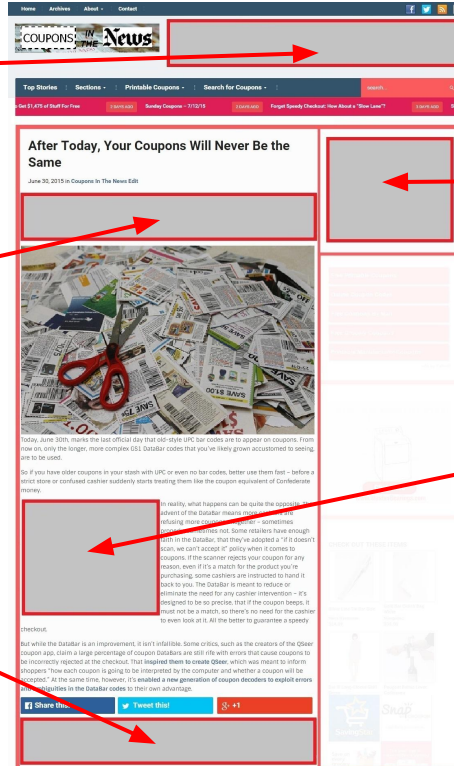 Home Archives About Contact
COUPONS IN THE News
Top Stories Sections Printable Coupons Search for Coupons
Get $1,475 of Stuff For Free 2 DAYS AGO Sunday Coupons – 7/12/15 2 DAYS AGO Forget Speedy Checkout: How About a "Slow Lane"? 3 DAYS AGO
After Today, Your Coupons Will Never Be the
Same
June 30, 2015 in Coupons In The News Edit
SAVE $1.00
Today, June 30th, marks the last official day that old-style UPC bar codes are to appear on coupons. From
now on, only the longer, more complex GS1 DataBar codes that you've likely grown accustomed to seeing,
are to be used.
So if you have older coupons in your stash with UPC or even no bar codes, better use them fast – before a
strict store or confused cashier suddenly starts treating them like the coupon equivalent of Confederate
money.
In reality, what happens can be quite the opposite. The
advent of the DataBar means more are
refusing more – sometimes
not. Some retailers have enough
faith in the DataBar, that they've adopted a "if it doesn't
scan, we can't accept it" policy when it comes to
coupons. If the scanner rejects your coupon for any
reason, even if it's a match for the product you're
purchasing, some cashiers are instructed to hand it
back to you. The DataBar is meant to reduce or
eliminate the need for any cashier intervention – it's
designed to be so precise, that if the coupon beeps, it
must not be a match, so there's no need for the cashier
to even look at it. All the better to guarantee a speedy
checkout.
But while the DataBar is an improvement, it isn't infallible. Some critics, such as the creators of the QSeer
coupon app, claim a large percentage of coupon DataBars are still rife with errors that cause coupons to
be incorrectly rejected at the checkout. That inspired them to create QSeer, which was meant to inform
shoppers "how each coupon is going to be interpreted by the computer and whether a coupon will be
accepted." At the same time, however, it's enabled a new generation of coupon decoders to exploit errors
and ambiguities in the DataBar codes to their own advantage.
Share this! Tweet this! g+ +1